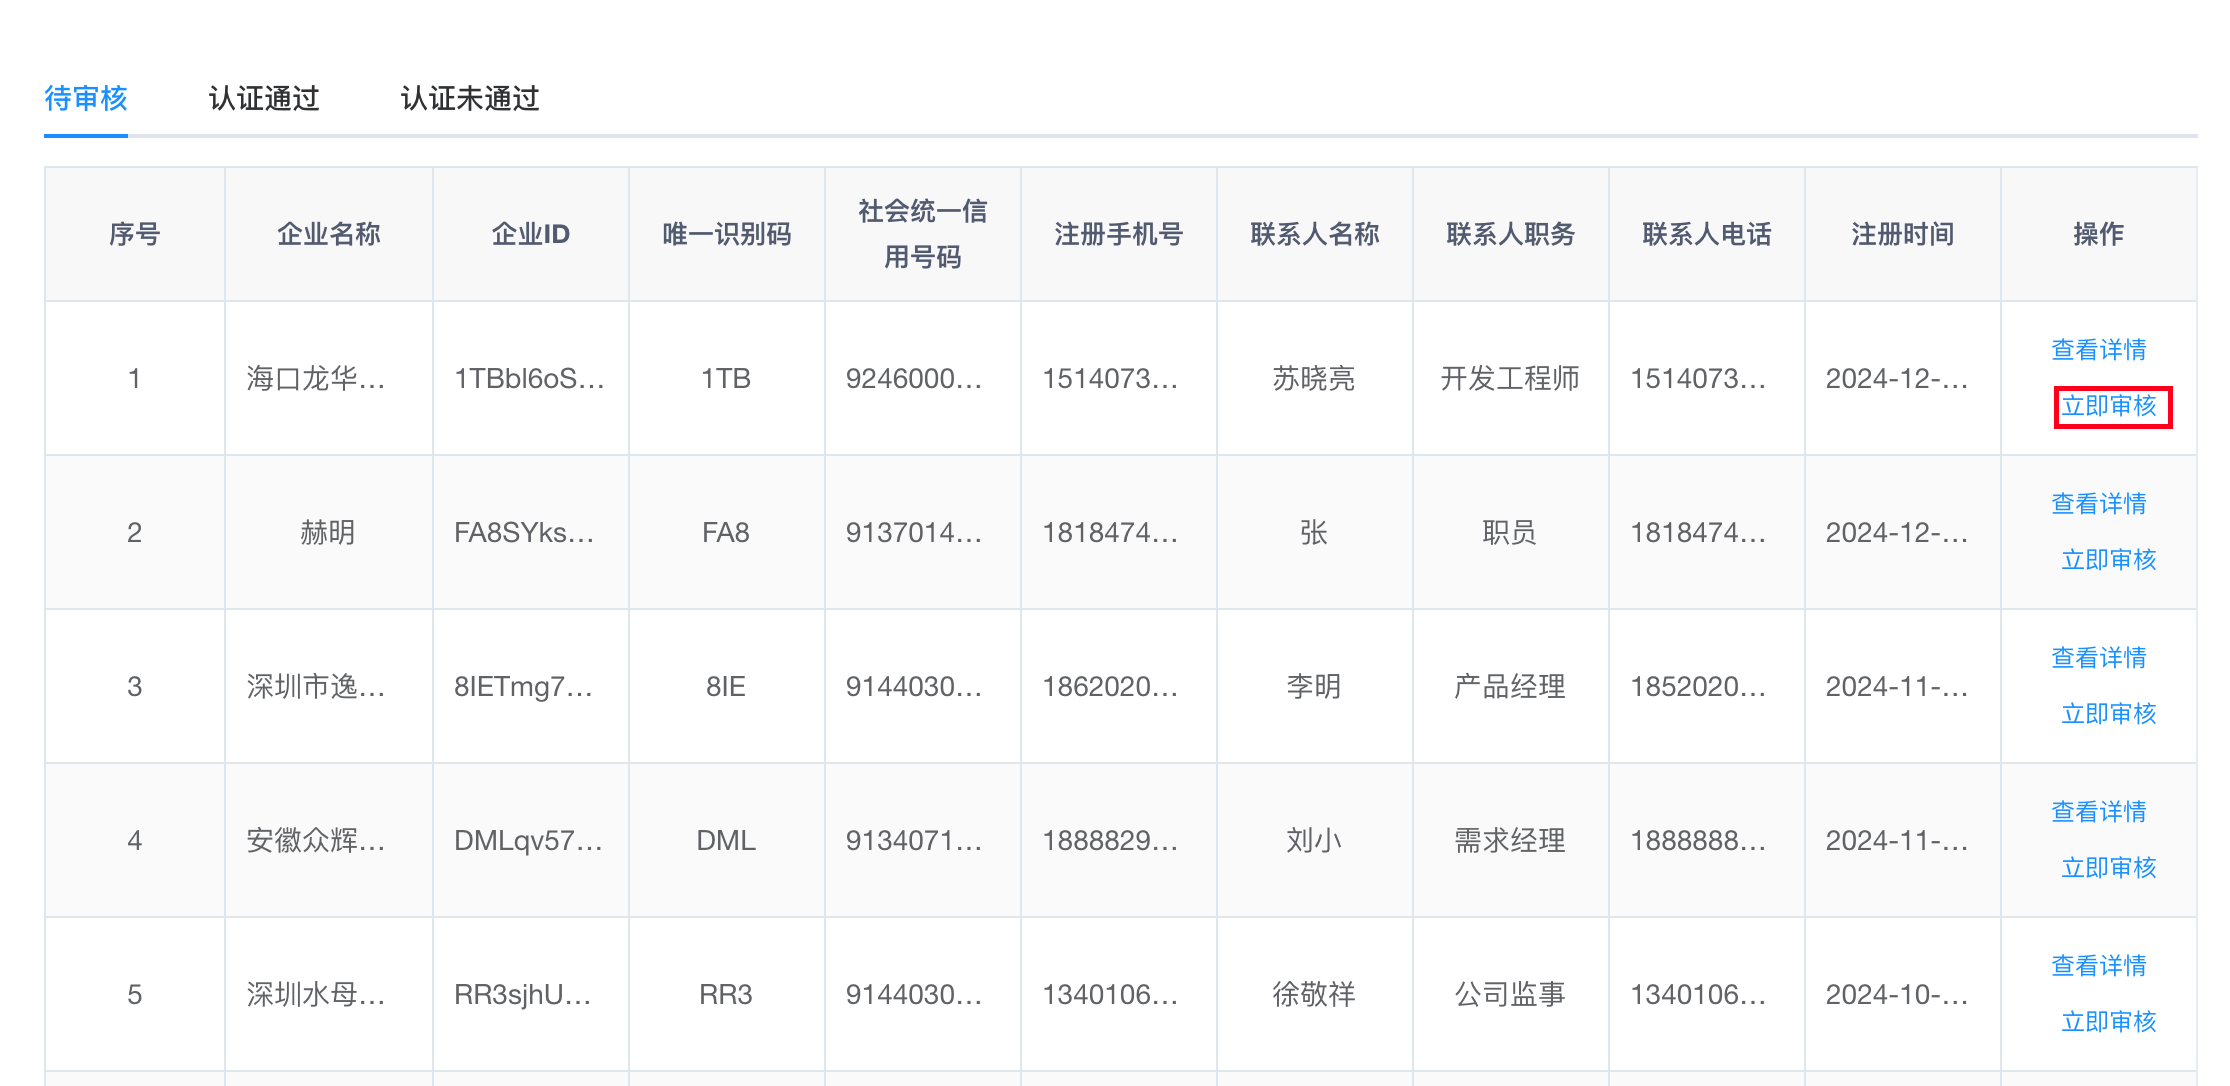 待审核 认证通过 认证未通过
序号 企业名称 企业ID 唯一识别码 社会统一信用号码 注册手机号 联系人名称 联系人职务 联系人电话 注册时间 操作
1 海口龙华... 1TBbl6oS... 1TB 9246000... 1514073... 苏晓亮 开发工程师 1514073... 2024-12-... 查看详情
立即审核
2 赫明 FA8SYks... FA8 9137014... 1818474... 张 职员 1818474... 2024-12-... 查看详情
立即审核
3 深圳市逸... 8IETmg7... 8IE 9144030... 1862020... 李明 产品经理 1852020... 2024-11-... 查看详情
立即审核
4 安徽众辉... DMLqv57... DML 9134071... 1888829... 刘小 需求经理 1888888... 2024-11-... 查看详情
立即审核
5 深圳水母... RR3sjhU... RR3 9144030... 1340106... 徐敬祥 公司监事 1340106... 2024-10-... 查看详情
立即审核